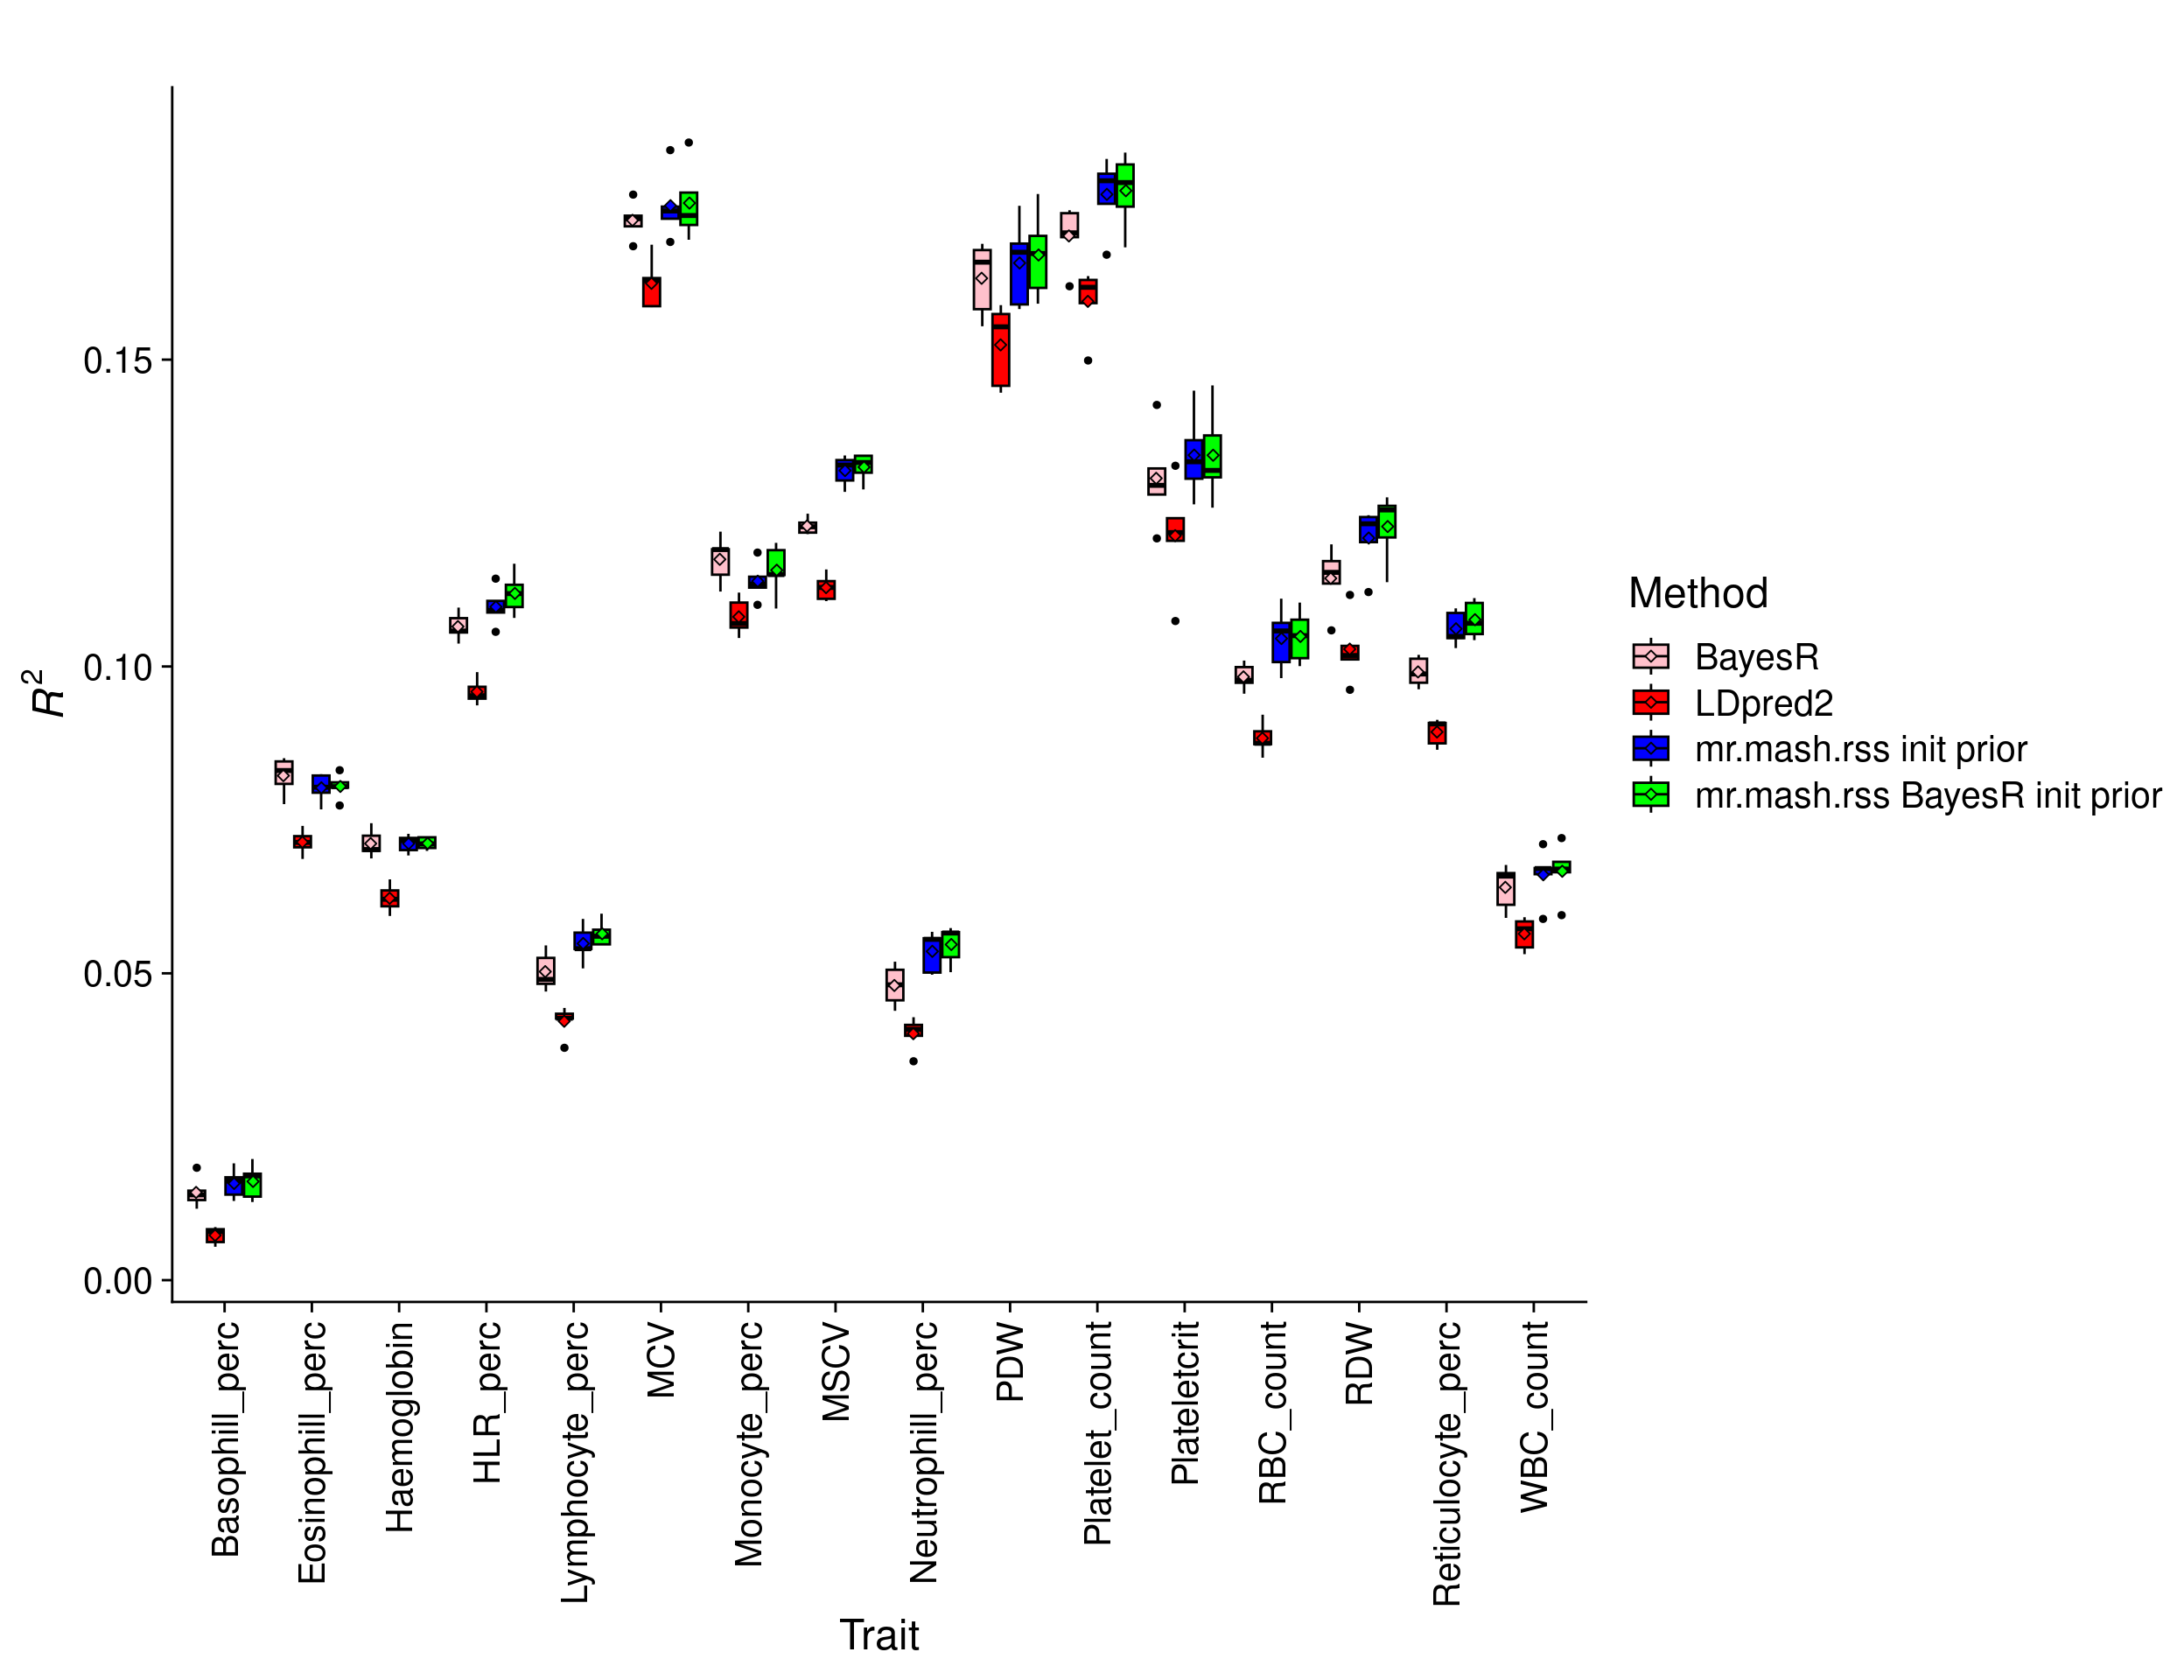 R2
0.15
0.10
0.05
0.00
Basophill_perc
Eosinophill_perc
Haemoglobin
HLR_perc
Lymphocyte_perc
MCV
Monocyte_perc
MSCV
Neutrophill_perc
PDW
Platelet_count
Plateletcrit
RBC_count
RDW
Reticulocyte_perc
WBC_count
Trait
Method
BayesR
LDpred2
mr.mash.rss init prior
mr.mash.rss BayesR init prior